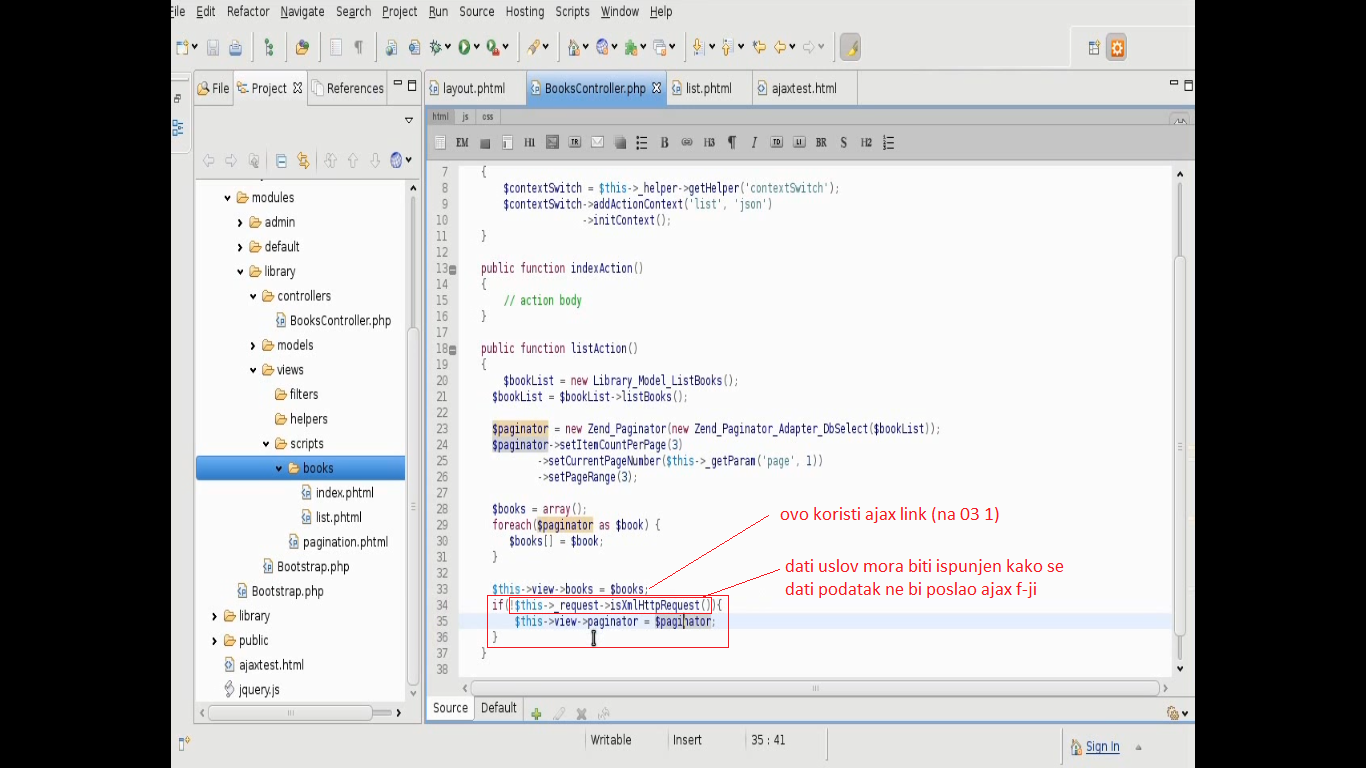 File Edit Refactor Navigate Search Project Run Source Hosting Scripts Window Help
File Project References
layout.phtml BooksController.php list.phtml ajaxtest.html
html js css
EM H1 TR B H3 I TD LI BR S H2
modules
admin
default
library
controllers
BooksController.php
models
views
filters
helpers
scripts
books
index.phtml
list.phtml
pagination.phtml
Bootstrap.php
Bootstrap.php
library
public
ajaxtest.html
jquery.js
7 {
8 $contextSwitch = $this->_helper->getHelper('contextSwitch');
9 $contextSwitch->addActionContext('list', 'json')
10 ->initContext();
11 }
12
13 public function indexAction()
14 {
15 // action body
16 }
17
18 public function listAction()
19 {
20 $bookList = new Library_Model_ListBooks();
21 $bookList = $bookList->listBooks();
22
23 $paginator = new Zend_Paginator(new Zend_Paginator_Adapter_DbSelect($bookList));
24 $paginator->setItemCountPerPage(3)
25 ->setCurrentPageNumber($this->_getParam('page', 1))
26 ->setPageRange(3);
27
28 $books = array();
29 foreach($paginator as $book) {
30 $books[] = $book;
31 }
32
33 $this->view->books = $books;
34 if(!$this->_request->isXmlHttpRequest()){
35 $this->view->paginator = $paginator;
36 }
37 }
38
ovo koristi ajax link (na 03 1)
dati uslov mora biti ispunjen kako se
dati podatak ne bi poslao ajax f-ji
Source Default
Writable Insert 35 : 41 Sign In